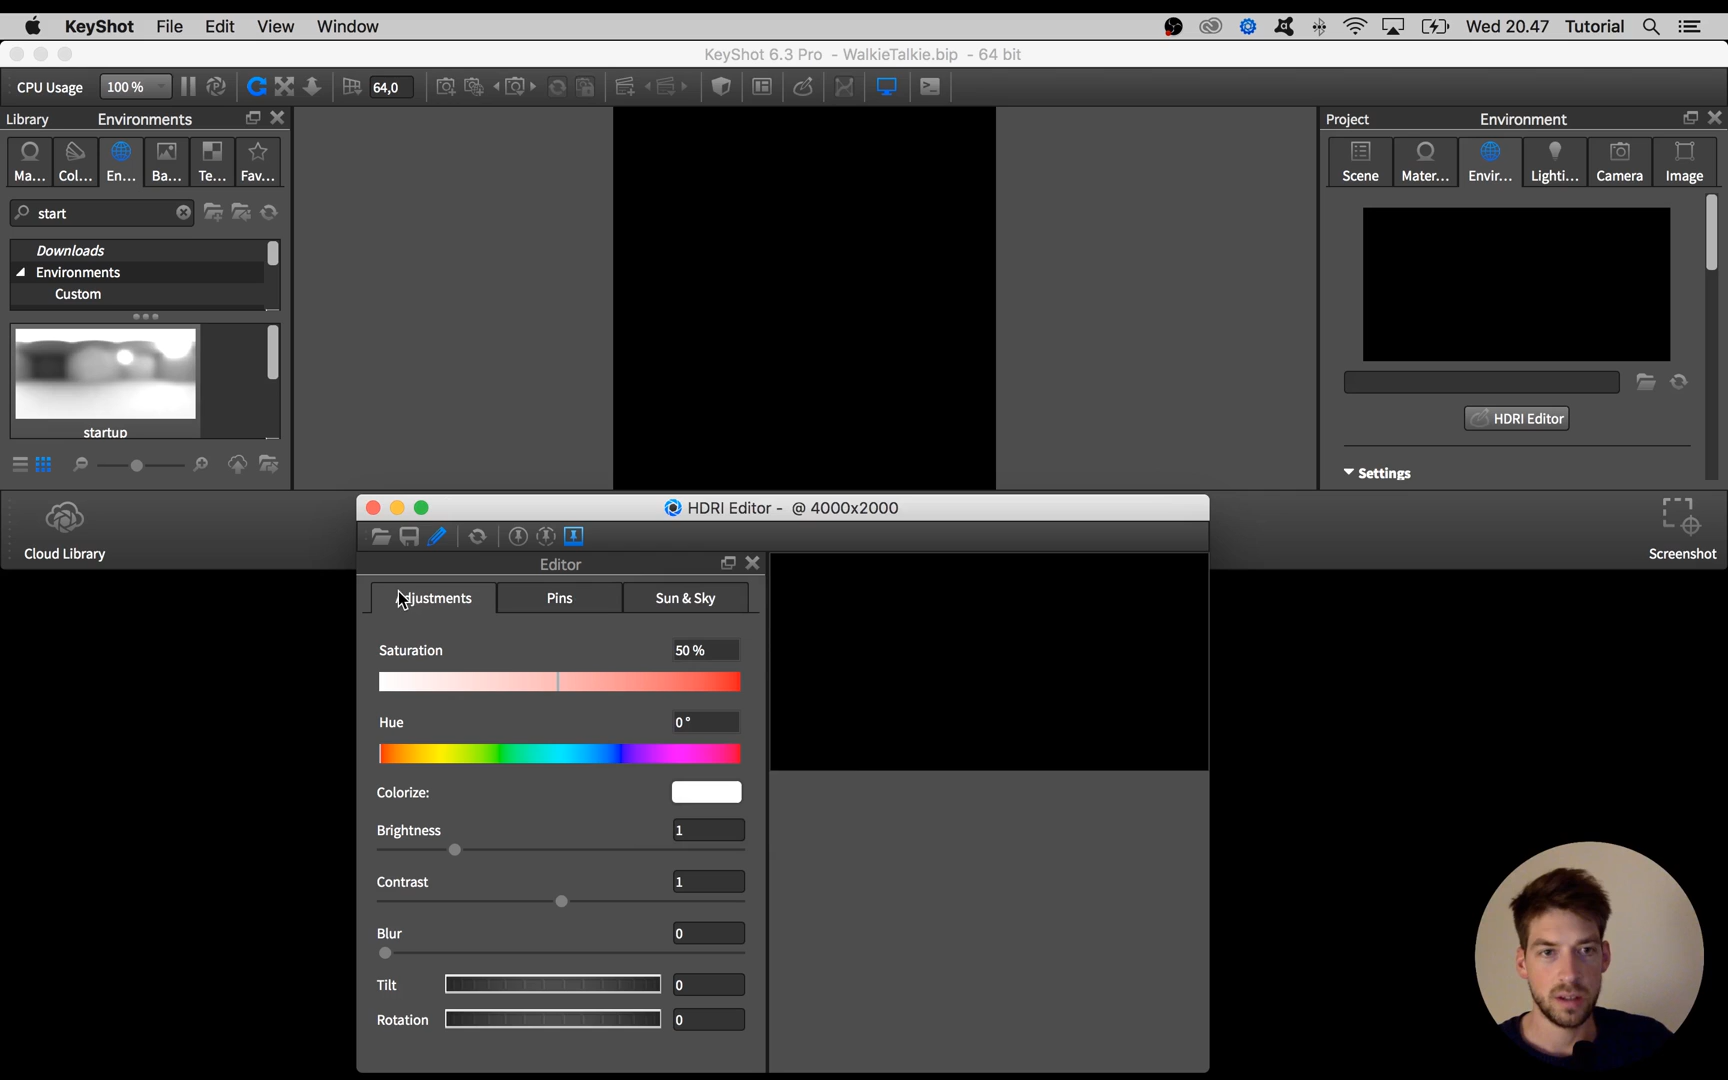 KeyShot File Edit View Window Wed 20.47 Tutorial
KeyShot 6.3 Pro - WalkieTalkie.bip - 64 bit
CPU Usage 100 % 64,0
Library Environments
Ma... Col... En... Ba... Te... Fav...
start
Downloads
Environments
Custom
startup
Cloud Library
Project Environment
Scene Mater... Envir... Lighti... Camera Image
HDRI Editor
Settings
Screenshot
HDRI Editor - @ 4000x2000
Editor
Adjustments Pins Sun & Sky
Saturation 50 %
Hue 0 °
Colorize:
Brightness 1
Contrast 1
Blur 0
Tilt 0
Rotation 0